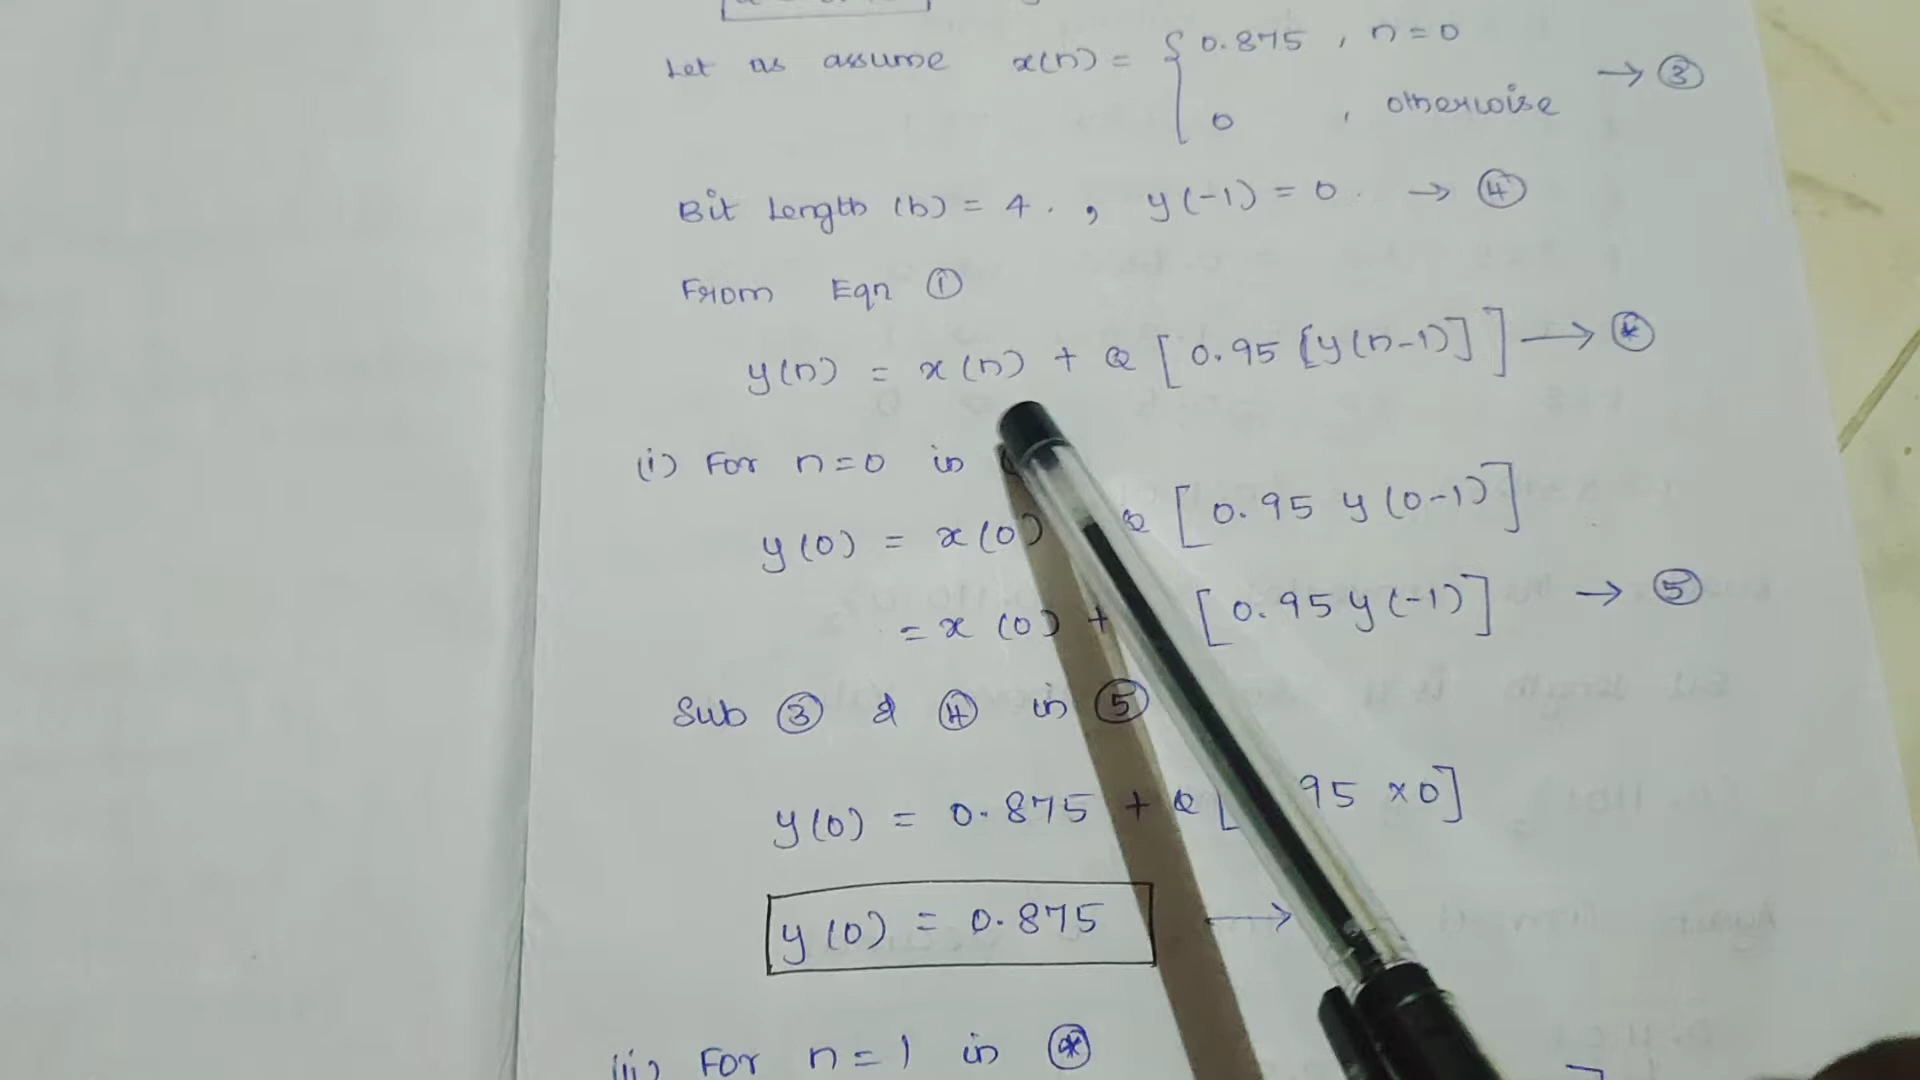 Let as assume x(n) = { 0.875 , n=0 → ③
0 , otherwise
Bit Length (b) = 4 . , y(-1) = 0 . → ④
From Eqn ①
y(n) = x(n) + Q [ 0.95 [y(n-1)] ] → (*)
(i) For n=0 in
y(0) = x(0) Q [ 0.95 y(0-1) ]
= x(0) + [ 0.95 y(-1) ] → ⑤
Sub ③ & ④ in ⑤
y(0) = 0.875 + Q [ 95 ×0 ]
y(0) = 0.875 →
(ii) For n=1 in (*)